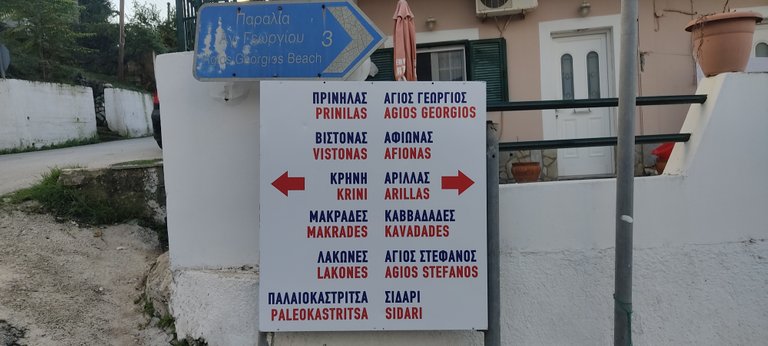 Παραλία
Γεωργίου
Agios Georgios Beach
3
ΠΡΙΝΗΛΑΣ
PRINILAS
ΒΙΣΤΟΝΑΣ
VISTONAS
ΚΡΗΝΗ
KRINI
ΜΑΚΡΑΔΕΣ
MAKRADES
ΛΑΚΩΝΕΣ
LAKONES
ΠΑΛΑΙΟΚΑΣΤΡΙΤΣΑ
PALEOKASTRITSA
ΑΓΙΟΣ ΓΕΩΡΓΙΟΣ
AGIOS GEORGIOS
ΑΦΙΩΝΑΣ
AFIONAS
ΑΡΙΛΛΑΣ
ARILLAS
ΚΑΒΒΑΔΑΔΕΣ
KAVADADES
ΑΓΙΟΣ ΣΤΕΦΑΝΟΣ
AGIOS STEFANOS
ΣΙΔΑΡΙ
SIDARI